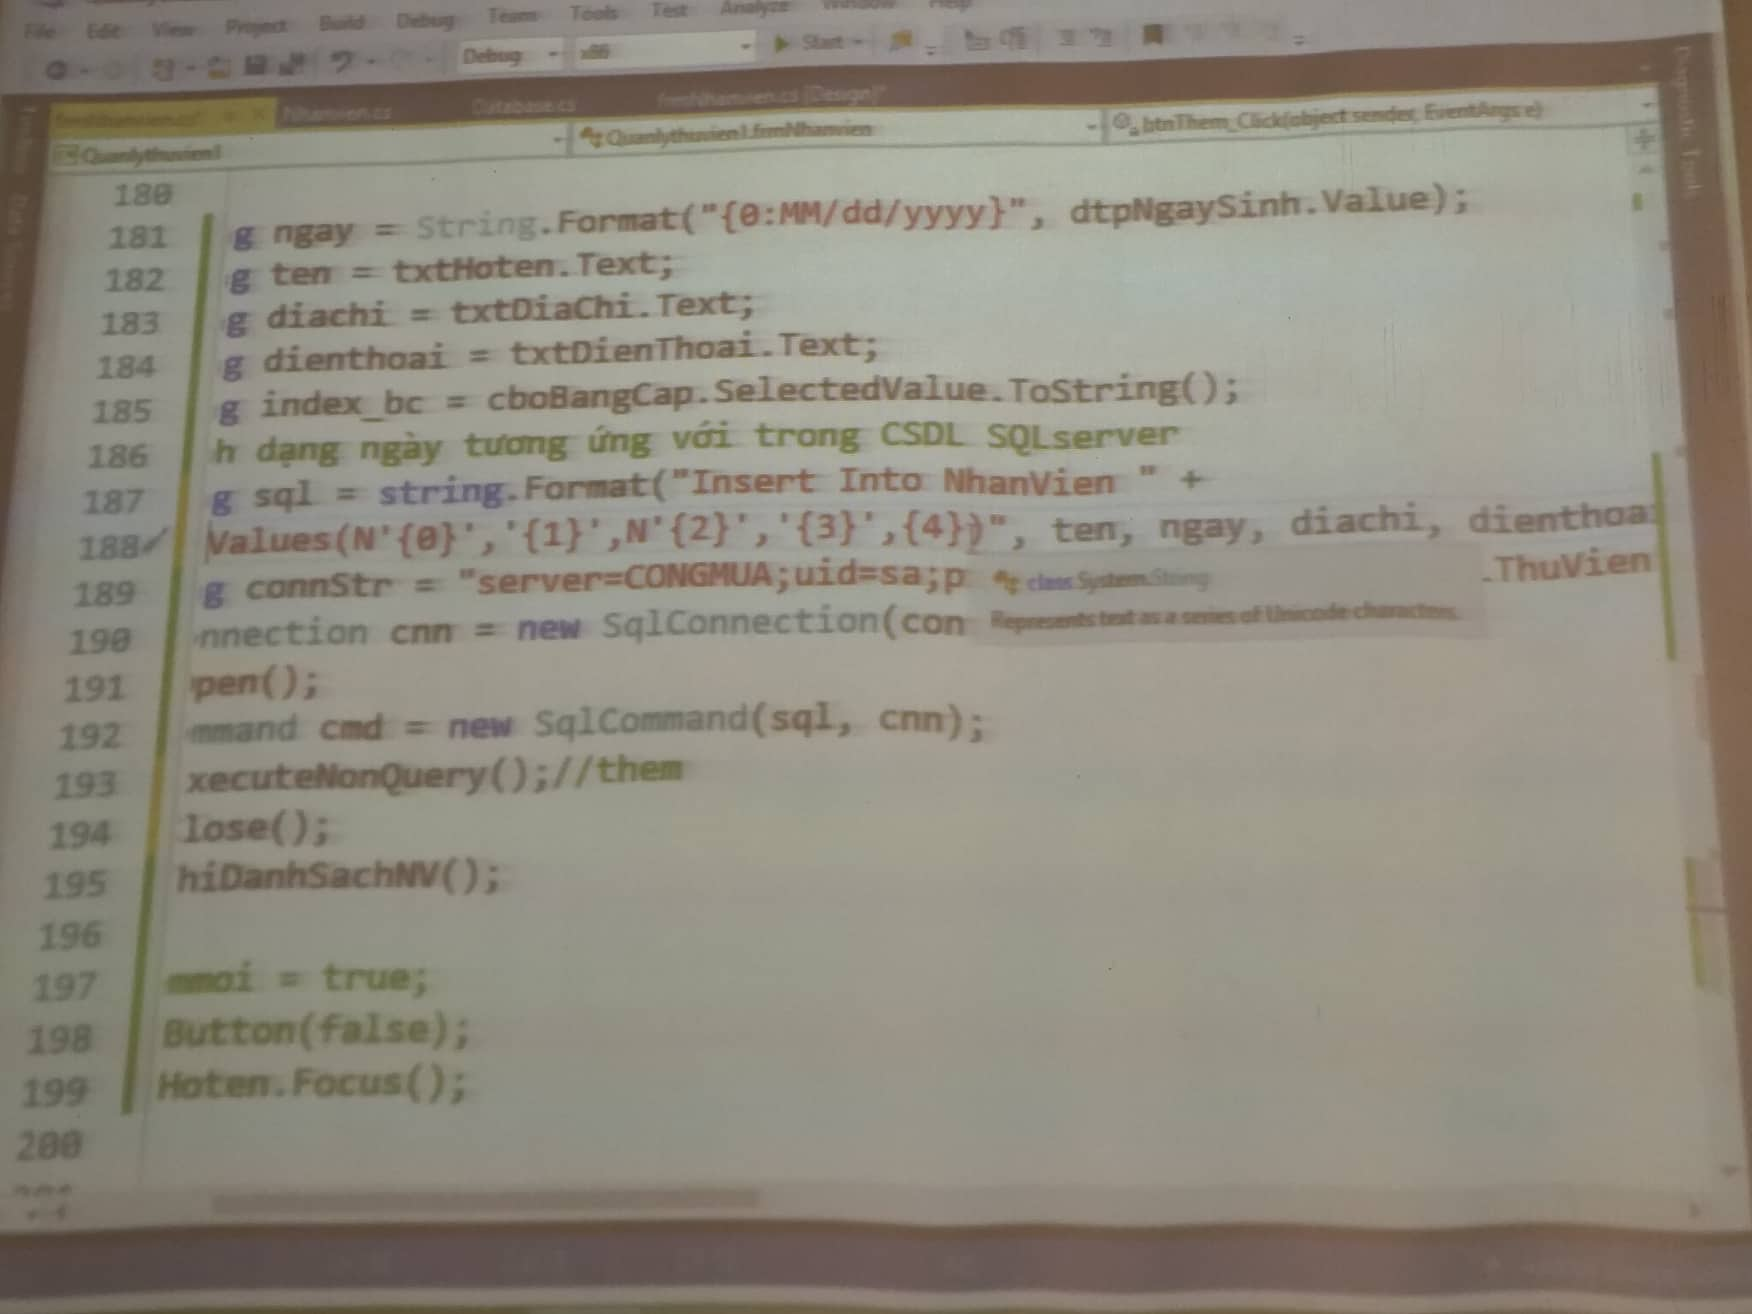 File Edit View Project Build Debug Team Tools Test Analyze Window Help
Debug x86 Start
Nhanvien.cs Database.cs frmNhanvien.cs [Design]*
Quanlythuvien1 Quanlythuvien1.frmNhanvien btnThem_Click(object sender, EventArgs e)
180
181 g ngay = String.Format("{0:MM/dd/yyyy}", dtpNgaySinh.Value);
182 g ten = txtHoten.Text;
183 g diachi = txtDiaChi.Text;
184 g dienthoai = txtDienThoai.Text;
185 g index_bc = cboBangCap.SelectedValue.ToString();
186 h dạng ngày tương ứng với trong CSDL SQLserver
187 g sql = string.Format("Insert Into NhanVien " +
188 Values(N'{0}','{1}',N'{2}','{3}',{4})", ten, ngay, diachi, dienthoai
189 g connStr = "server=CONGMUA;uid=sa;p class System.String .ThuVien
190 nnection cnn = new SqlConnection(con Represents text as a series of Unicode characters.
191 pen();
192 mmand cmd = new SqlCommand(sql, cnn);
193 xecuteNonQuery();//them
194 lose();
195 hiDanhSachNV();
196
197 mmoi = true;
198 Button(false);
199 Hoten.Focus();
200